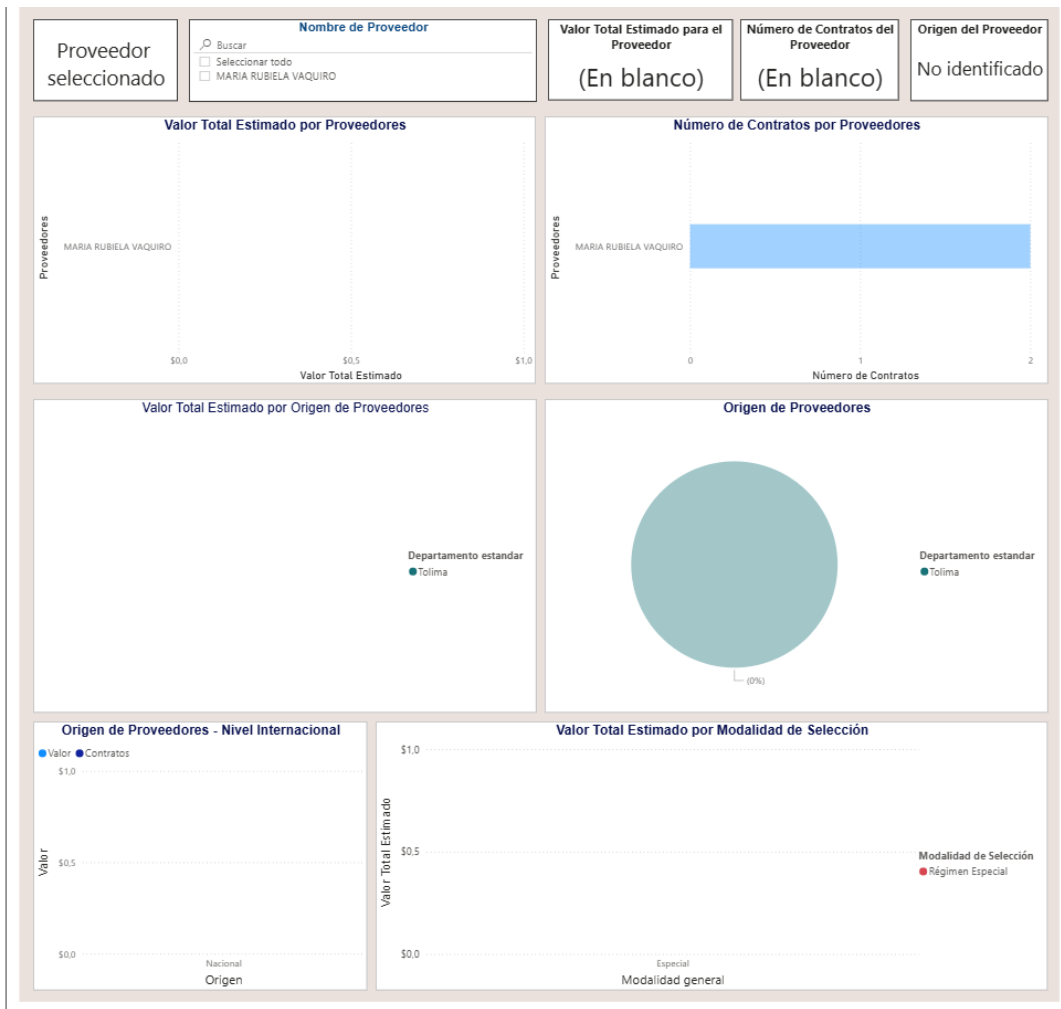 Proveedor
seleccionado
Nombre de Proveedor
Buscar
Seleccionar todo
MARIA RUBIELA VAQUIRO
Valor Total Estimado para el
Proveedor
(En blanco)
Número de Contratos del
Proveedor
(En blanco)
Origen del Proveedor
No identificado
Valor Total Estimado por Proveedores
Proveedores
MARIA RUBIELA VAQUIRO
$0,0 $0,5 $1,0
Valor Total Estimado
Número de Contratos por Proveedores
Proveedores
MARIA RUBIELA VAQUIRO
0 1 2
Número de Contratos
Valor Total Estimado por Origen de Proveedores
Departamento estandar
Tolima
Origen de Proveedores
(0%)
Departamento estandar
Tolima
Origen de Proveedores - Nivel Internacional
Valor Contratos
Valor
$1,0
$0,5
$0,0
Nacional
Origen
Valor Total Estimado por Modalidad de Selección
Valor Total Estimado
$1,0
$0,5
$0,0
Especial
Modalidad general
Modalidad de Selección
Régimen Especial